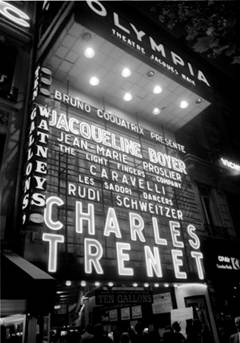 OLYMPIA
THEATRE JACQUES
BRUNO COQUATRIX PRÉSENTE
JACQUELINE BOYER
JEAN-MARIE PROSLIER
THE LIGHT FINGERS COMPANY
CARAVELLI
LES SADORI DANCERS
RUDI SCHWEITZER
CHARLES
TRENET
WATNEYS
TEN GALLONS